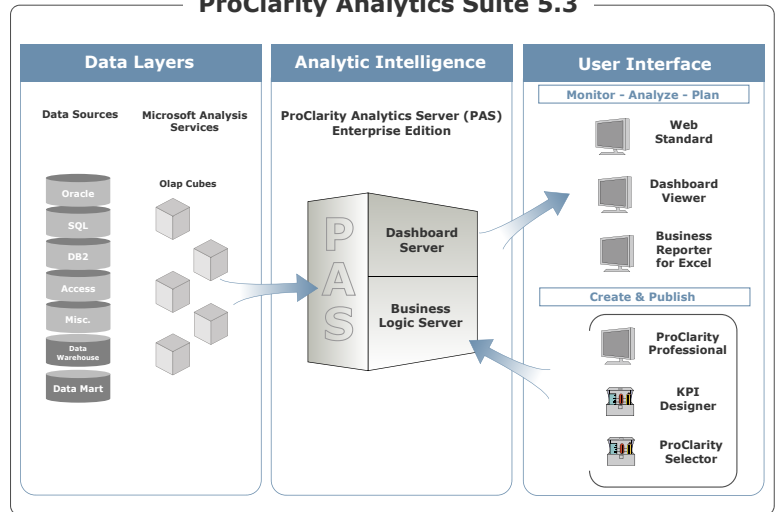 ProClarity Analytics Suite 5.3
Data Layers
Data Sources
Microsoft Analysis
Services
Oracle
SQL
DB2
Access
Misc.
Data
Warehouse
Data Mart
Olap Cubes
Analytic Intelligence
ProClarity Analytics Server (PAS)
Enterprise Edition
PAS
Dashboard
Server
Business
Logic Server
User Interface
Monitor - Analyze - Plan
Web
Standard
Dashboard
Viewer
Business
Reporter
for Excel
Create & Publish
ProClarity
Professional
KPI
Designer
ProClarity
Selector